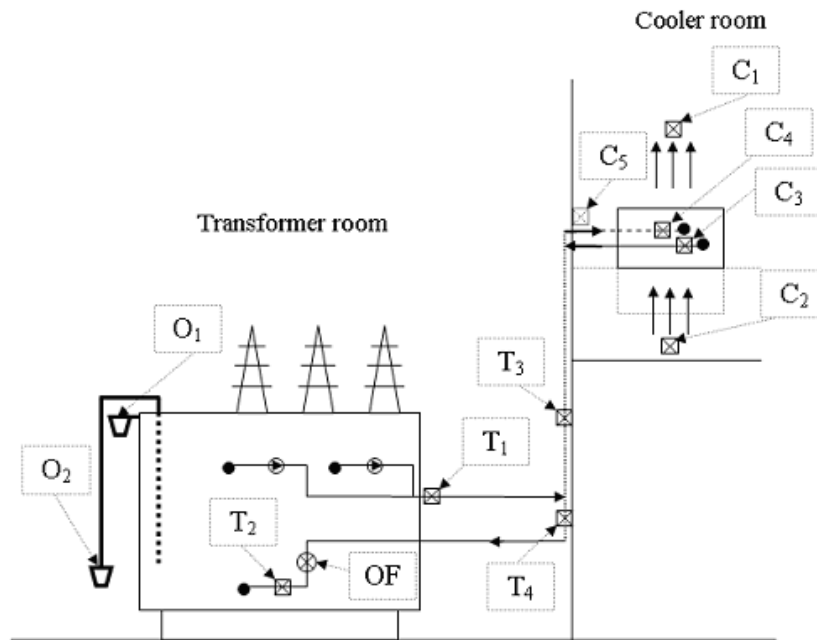 Cooler room
C₁
C₄
C₅
C₃
Transformer room
C₂
O₁
T₃
T₁
O₂
T₂
OF
T₄